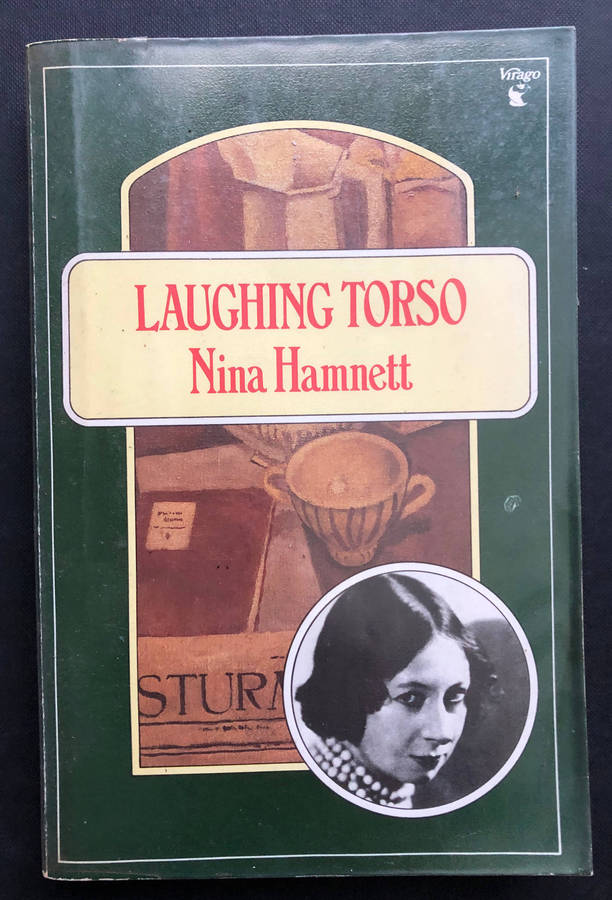 Virago
LAUGHING TORSO
Nina Hamnett
STURM